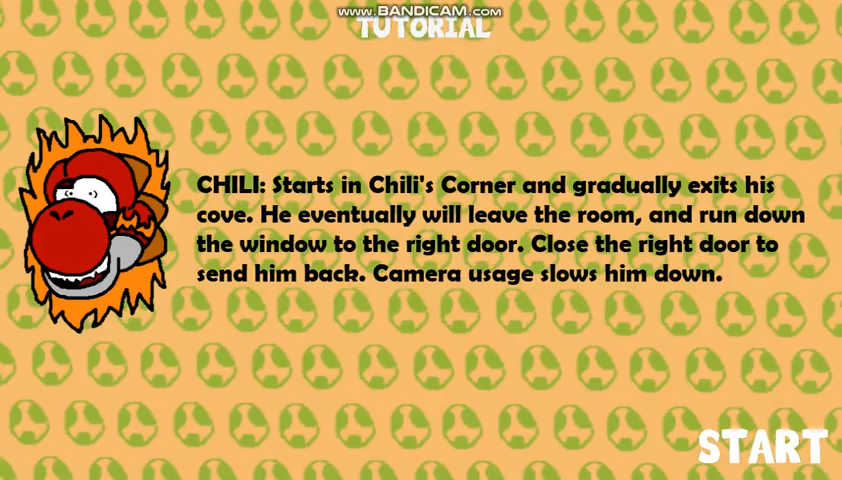 www.BANDICAM.com
TUTORIAL
CHILI: Starts in Chili's Corner and gradually exits his
cove. He eventually will leave the room, and run down
the window to the right door. Close the right door to
send him back. Camera usage slows him down.
START